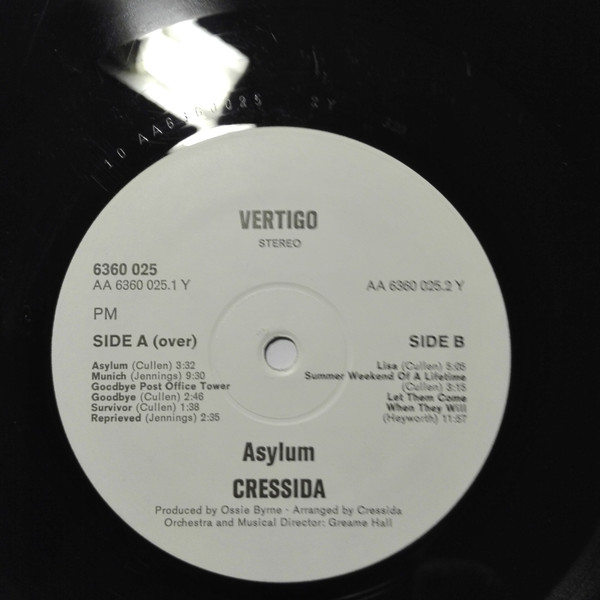 10 AA6360025 2Y
VERTIGO
STEREO
6360 025
AA 6360 025.1 Y
AA 6360 025.2 Y
PM
SIDE A (over)
Asylum (Cullen) 3:32
Munich (Jennings) 9:30
Goodbye Post Office Tower
Goodbye (Cullen) 2:46
Survivor (Cullen) 1:38
Reprieved (Jennings) 2:35
SIDE B
Lisa (Cullen) 5:05
Summer Weekend Of A Lifetime
(Cullen) 3:15
Let Them Come
When They Will
(Heyworth) 11:57
Asylum
CRESSIDA
Produced by Ossie Byrne - Arranged by Cressida
Orchestra and Musical Director: Greame Hall